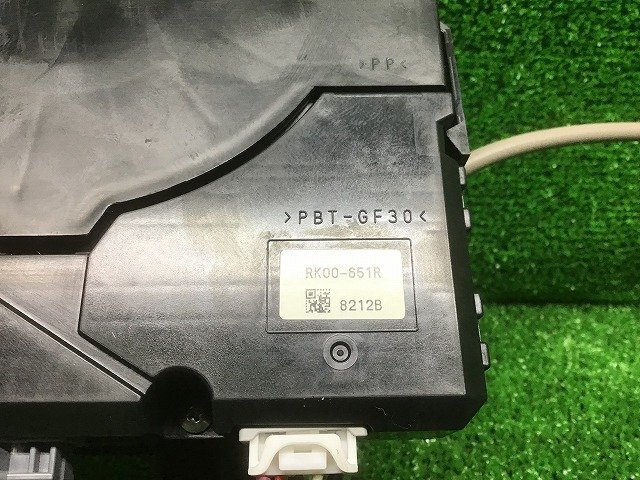 >PP<
>PBT-GF30<
RK00-651R
8212B